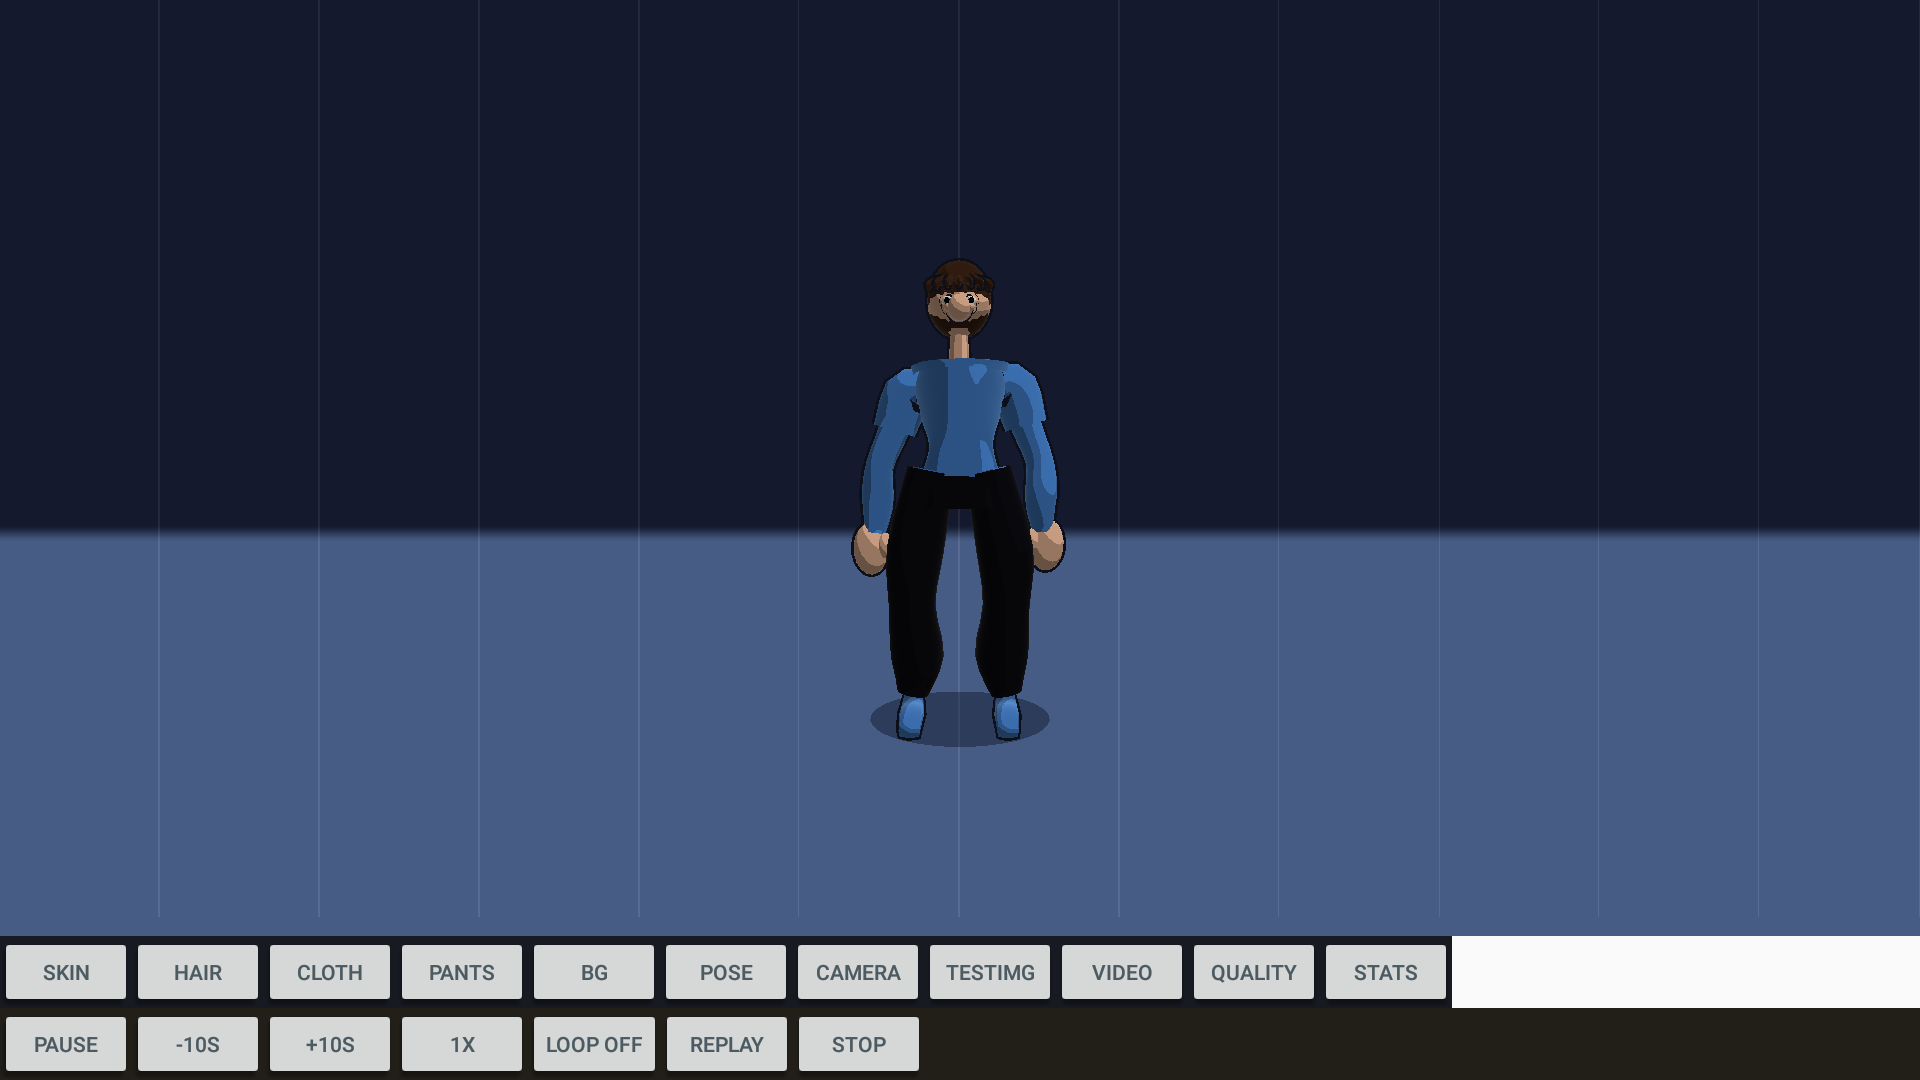 SKIN HAIR CLOTH PANTS BG POSE CAMERA TESTIMG VIDEO QUALITY STATS
PAUSE -10S +10S 1X LOOP OFF REPLAY STOP